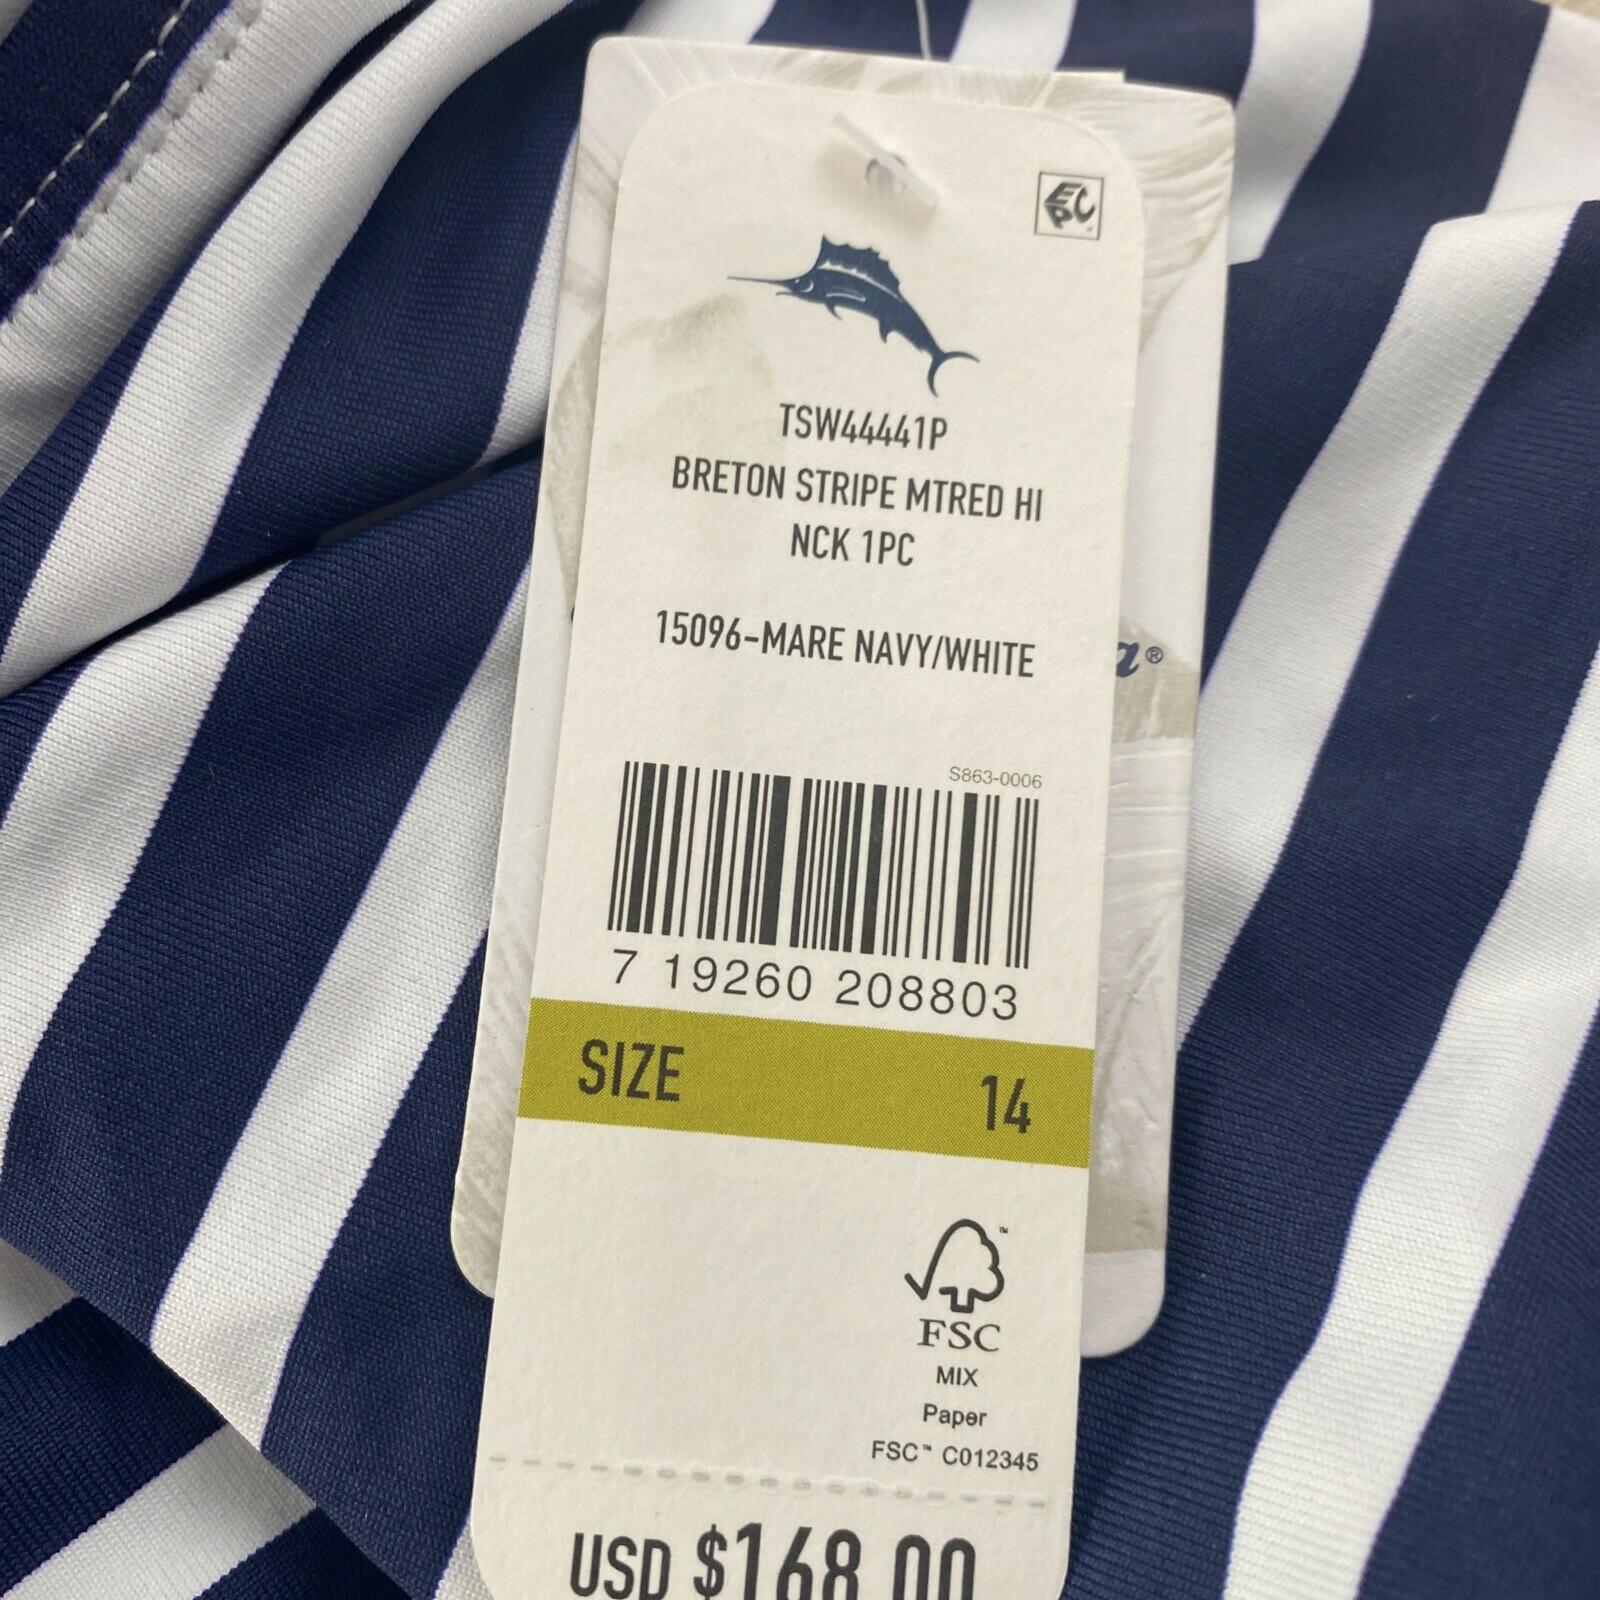 EPC
TSW44441P
BRETON STRIPE MTRED HI
NCK 1PC
15096-MARE NAVY/WHITE
a®
S863-0006
7 19260 208803
SIZE 14
FSC
MIX
Paper
FSC™ C012345
USD $168.00